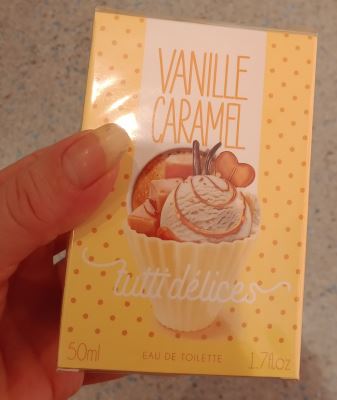 VANILLE
CARAMEL
tutti délices
50ml EAU DE TOILETTE 1.7fl.oz